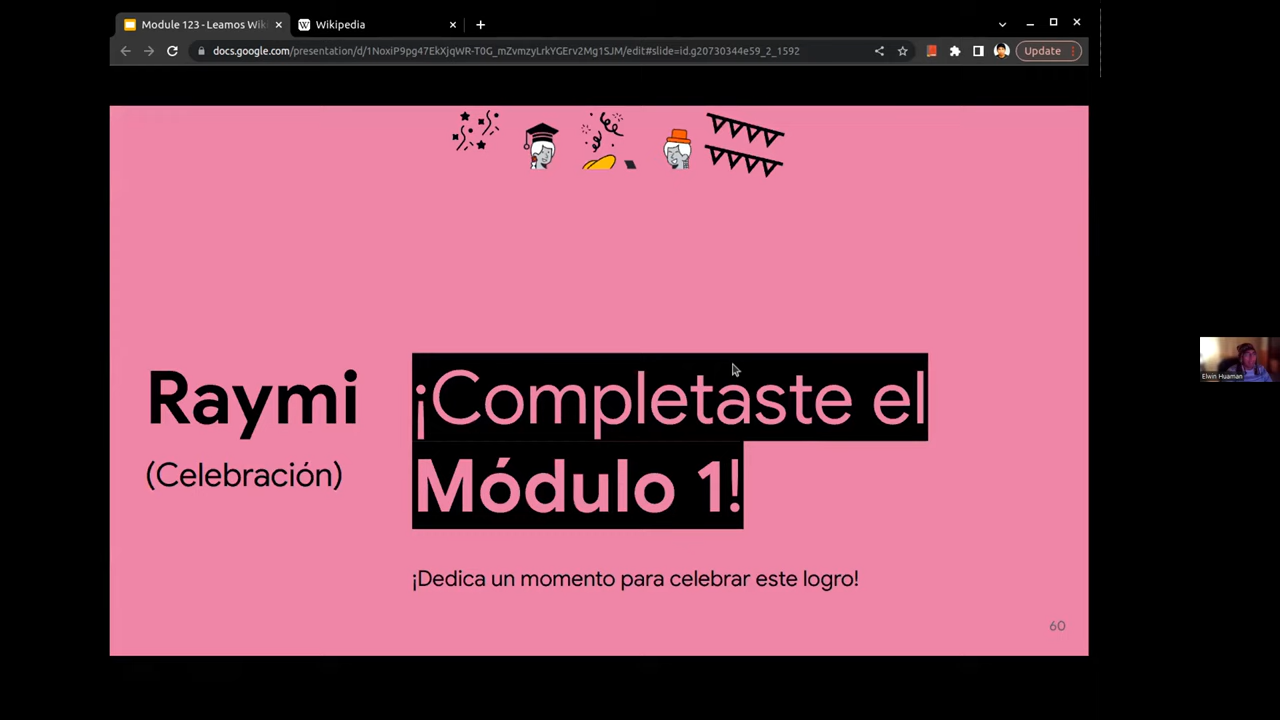 Module 123 - Leamos Wiki
Wikipedia
docs.google.com/presentation/d/1NoxiP9pg47EkXjqWR-T0G_mZvmzyLrkYGErv2Mg1SJM/edit#slide=id.g20730344e59_2_1592
Update
Raymi
(Celebración)
¡Completaste el
Módulo 1!
¡Dedica un momento para celebrar este logro!
60
Elwin Huaman